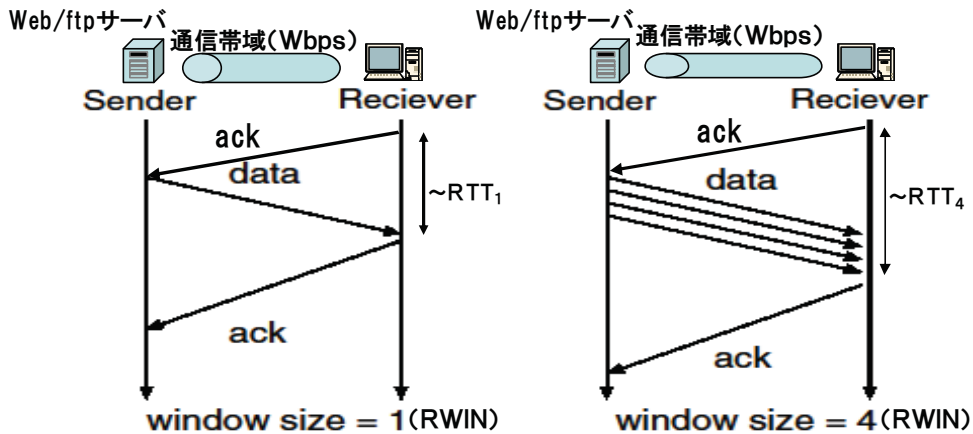 Web/ftpサーバ
通信帯域(Wbps)
Sender
Reciever
ack
data
~RTT₁
ack
window size = 1(RWIN)
Web/ftpサーバ
通信帯域(Wbps)
Sender
Reciever
ack
data
~RTT₄
ack
window size = 4(RWIN)